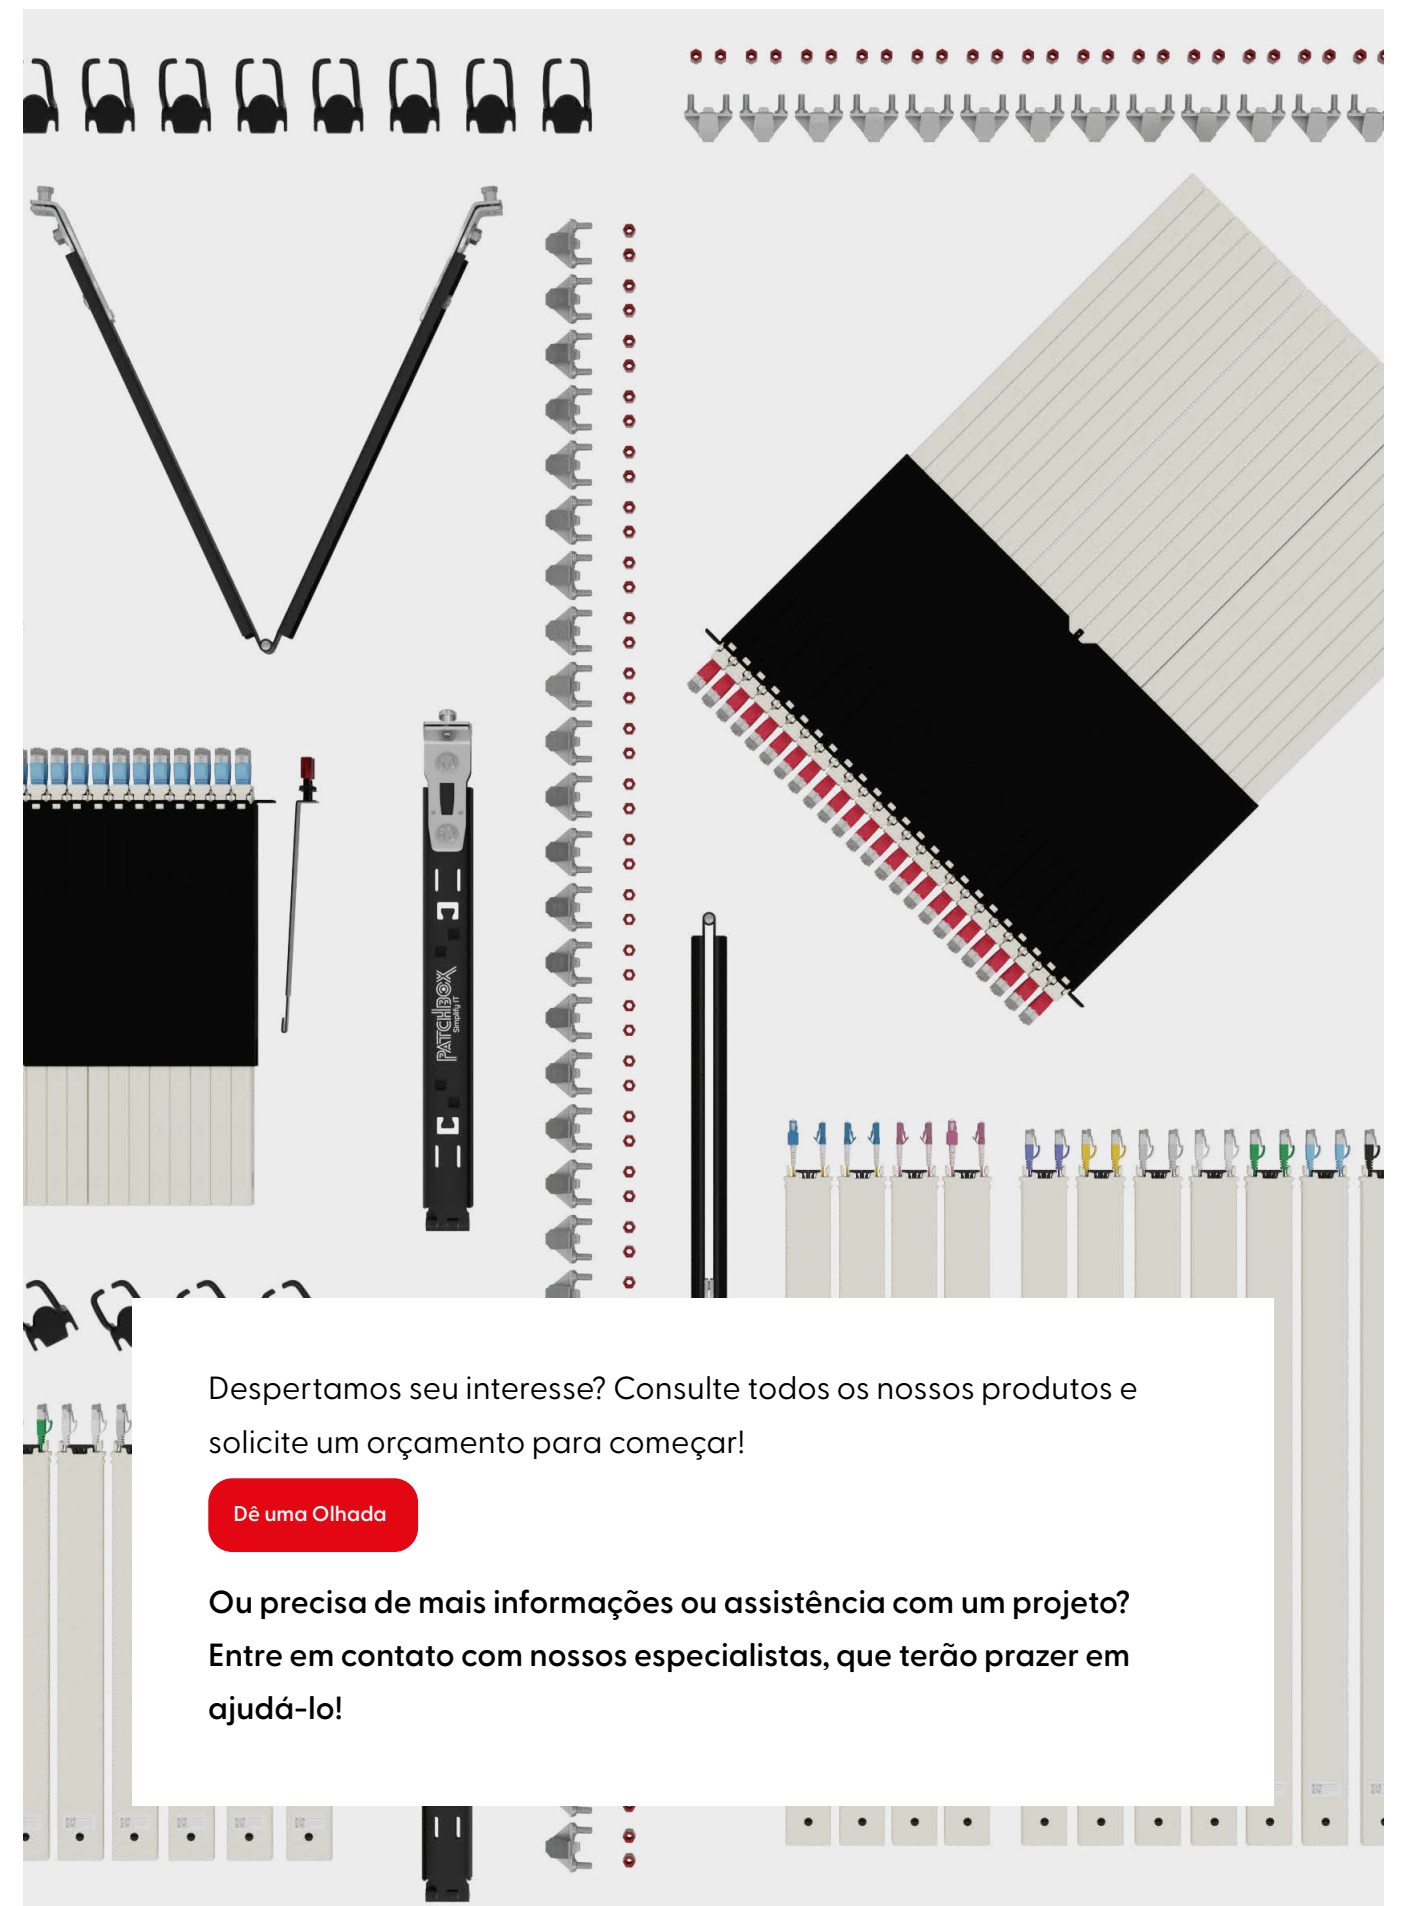 PATCHBOX
Simplify IT
Despertamos seu interesse? Consulte todos os nossos produtos e
solicite um orçamento para começar!
Dê uma Olhada
Ou precisa de mais informações ou assistência com um projeto?
Entre em contato com nossos especialistas, que terão prazer em
ajudá-lo!